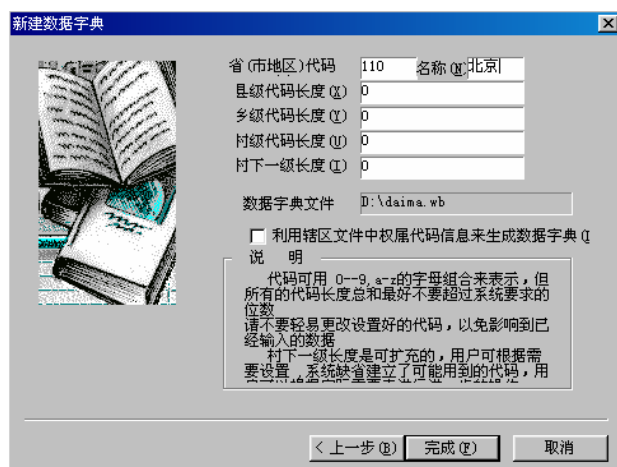 新建数据字典
省(市地区)代码 110 名称(N) 北京
县级代码长度(X) 0
乡级代码长度(Y) 0
村级代码长度(U) 0
村下一级长度(I) 0
数据字典文件 D:\daima.wb
利用辖区文件中权属代码信息来生成数据字典(I
说 明
代码可用 0--9,a-z的字母组合来表示,但
所有的代码长度总和最好不要超过系统要求的
位数
请不要轻易更改设置好的代码,以免影响到已
经输入的数据
村下一级长度是可扩充的,用户可根据需
要设置,系统缺省建立了可能用到的代码,用
<上一步(B) 完成(F) 取消